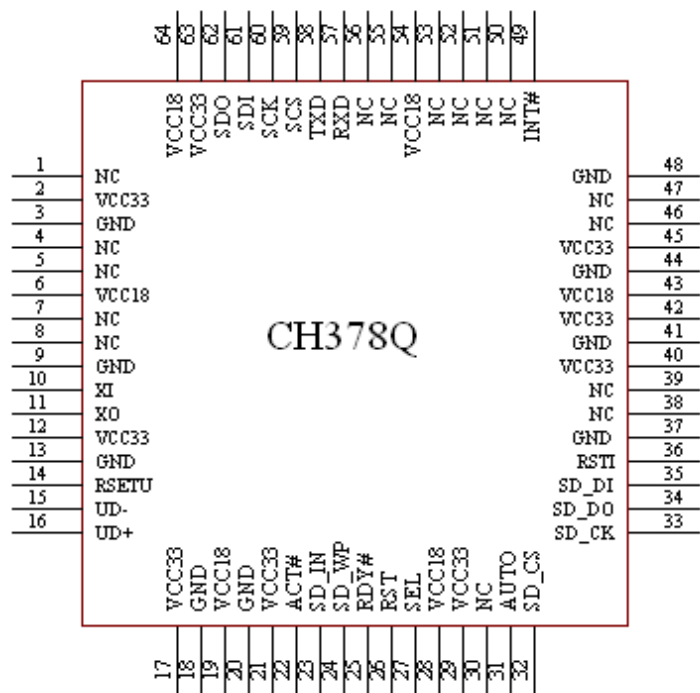 64 63 62 61 60 59 58 57 56 55 54 53 52 51 50 49
VCC18 VCC33 SDO SDI SCK SCS TXD RXD NC NC VCC18 NC NC NC NC INT#
1 NC
2 VCC33
3 GND
4 NC
5 NC
6 VCC18
7 NC
8 NC
9 GND
10 XI
11 XO
12 VCC33
13 GND
14 RSETU
15 UD-
16 UD+
CH378Q
GND 48
NC 47
NC 46
VCC33 45
GND 44
VCC18 43
VCC33 42
GND 41
VCC33 40
NC 39
NC 38
GND 37
RSTI 36
SD_DI 35
SD_DO 34
SD_CK 33
VCC33 GND VCC18 GND VCC33 ACT# SD_IN SD_WP RDY# RST SEL VCC18 VCC33 NC AUTO SD_CS
17 18 19 20 21 22 23 24 25 26 27 28 29 30 31 32